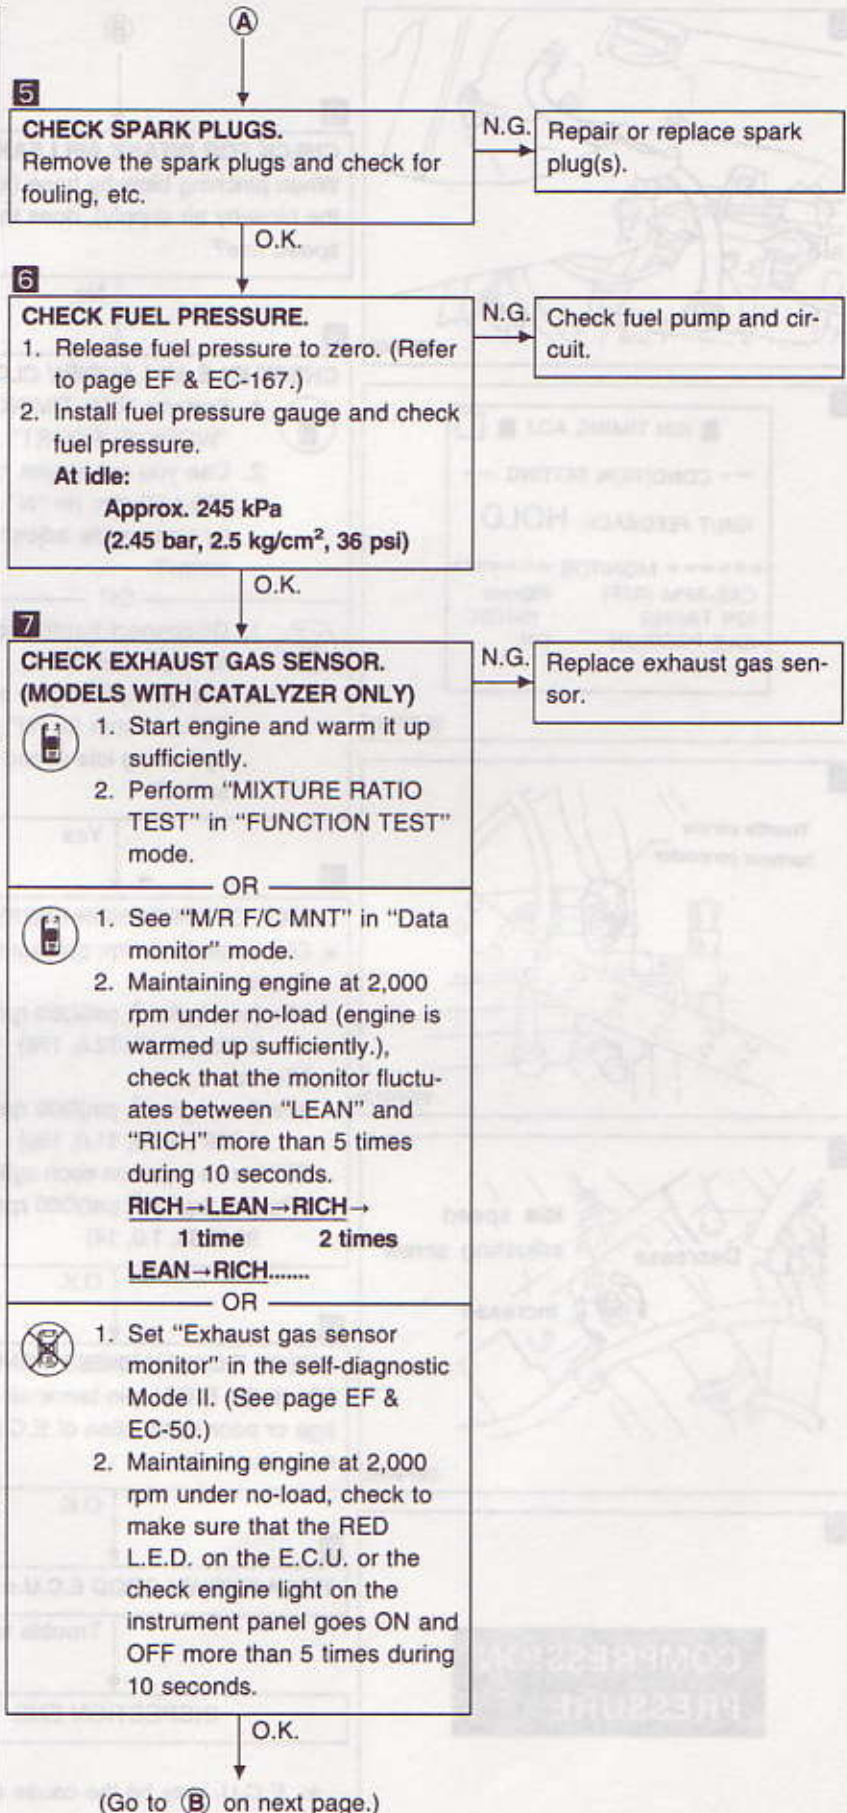 A
5
CHECK SPARK PLUGS.
Remove the spark plugs and check for
fouling, etc.
N.G.
Repair or replace spark
plug(s).
O.K.
6
CHECK FUEL PRESSURE.
1. Release fuel pressure to zero. (Refer
to page EF & EC-167.)
2. Install fuel pressure gauge and check
fuel pressure.
At idle:
Approx. 245 kPa
(2.45 bar, 2.5 kg/cm², 36 psi)
N.G.
Check fuel pump and cir-
cuit.
O.K.
7
CHECK EXHAUST GAS SENSOR.
(MODELS WITH CATALYZER ONLY)
1. Start engine and warm it up
sufficiently.
2. Perform "MIXTURE RATIO
TEST" in "FUNCTION TEST"
mode.
N.G.
Replace exhaust gas sen-
sor.
OR
1. See "M/R F/C MNT" in "Data
monitor" mode.
2. Maintaining engine at 2,000
rpm under no-load (engine is
warmed up sufficiently.),
check that the monitor fluctu-
ates between "LEAN" and
"RICH" more than 5 times
during 10 seconds.
RICH→LEAN→RICH→
1 time 2 times
LEAN→RICH.......
OR
1. Set "Exhaust gas sensor
monitor" in the self-diagnostic
Mode II. (See page EF &
EC-50.)
2. Maintaining engine at 2,000
rpm under no-load, check to
make sure that the RED
L.E.D. on the E.C.U. or the
check engine light on the
instrument panel goes ON and
OFF more than 5 times during
10 seconds.
O.K.
(Go to B on next page.)